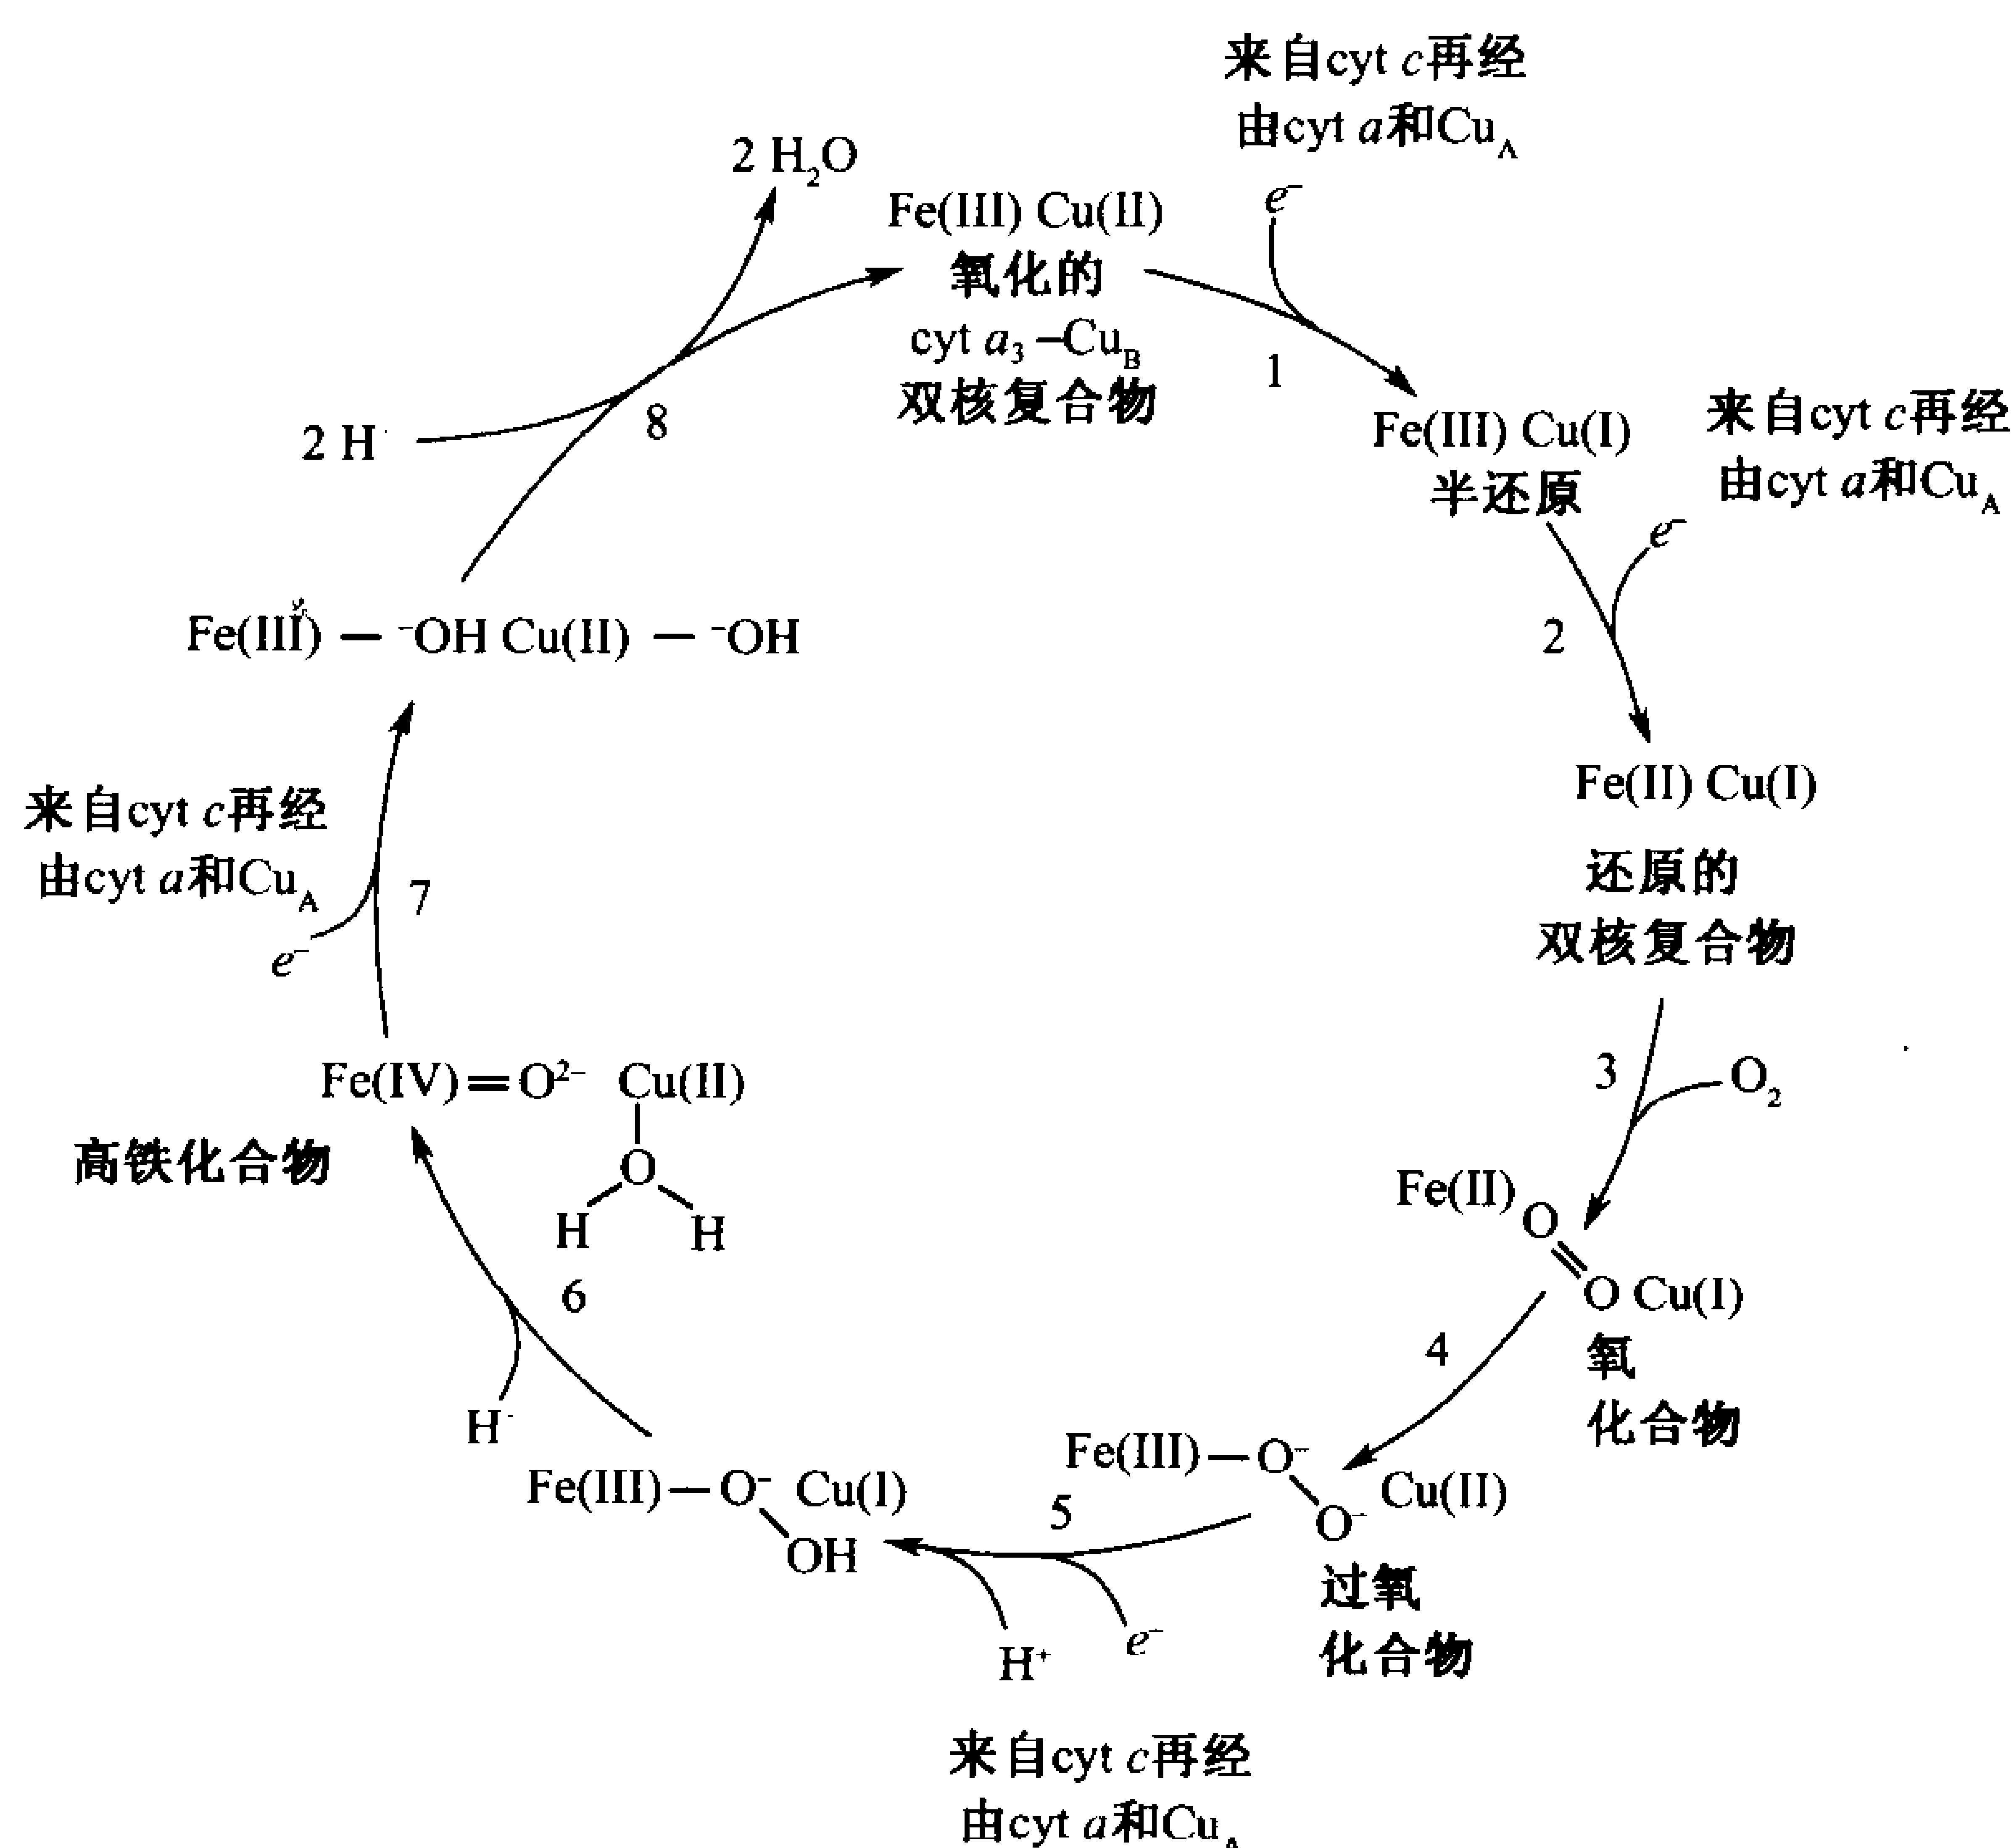 来自cyt c再经
由cyt a和Cu_A
e⁻
2 H₂O
Fe(III) Cu(II)
氧化的
cyt a₃–Cu_B
双核复合物
1
Fe(III) Cu(I)
半还原
来自cyt c再经
由cyt a和Cu_A
e⁻
2
Fe(II) Cu(I)
还原的
双核复合物
3
O₂
Fe(II)
O
O Cu(I)
氧
化合物
4
Fe(III)—O⁻
O⁻
Cu(II)
过氧
化合物
5
H⁺
e⁻
来自cyt c再经
由cyt a和Cu_A
Fe(III)—O⁻ Cu(I)
OH
6
H
Fe(IV)=O²⁻ Cu(II)
O
H H
高铁化合物
7
来自cyt c再经
由cyt a和Cu_A
e⁻
Fe(III) — ⁻OH Cu(II) — ⁻OH
8
2 H